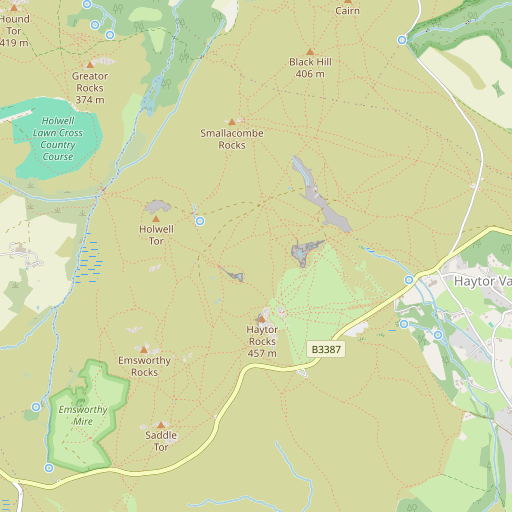 Hound
Tor
419 m
Cairn
Black Hill
406 m
Greator
Rocks
374 m
Holwell
Lawn Cross
Country
Course
Smallacombe
Rocks
Holwell
Tor
Haytor Va
Haytor
Rocks
457 m
B3387
Emsworthy
Rocks
Emsworthy
Mire
Saddle
Tor